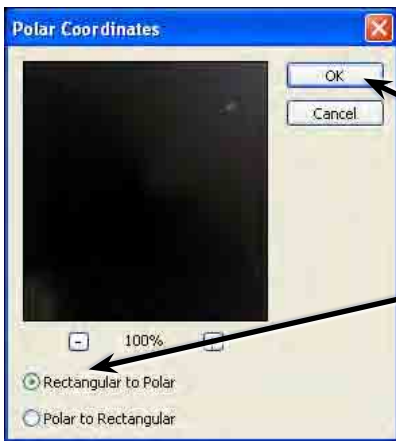 Polar Coordinates
OK
Cancel
- 100% +
Rectangular to Polar
Polar to Rectangular